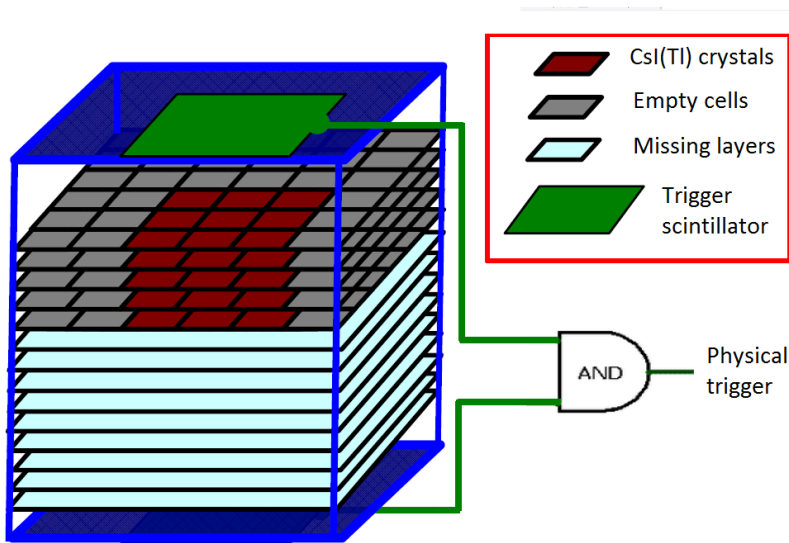 CsI(Tl) crystals
Empty cells
Missing layers
Trigger
scintillator
AND
Physical
trigger